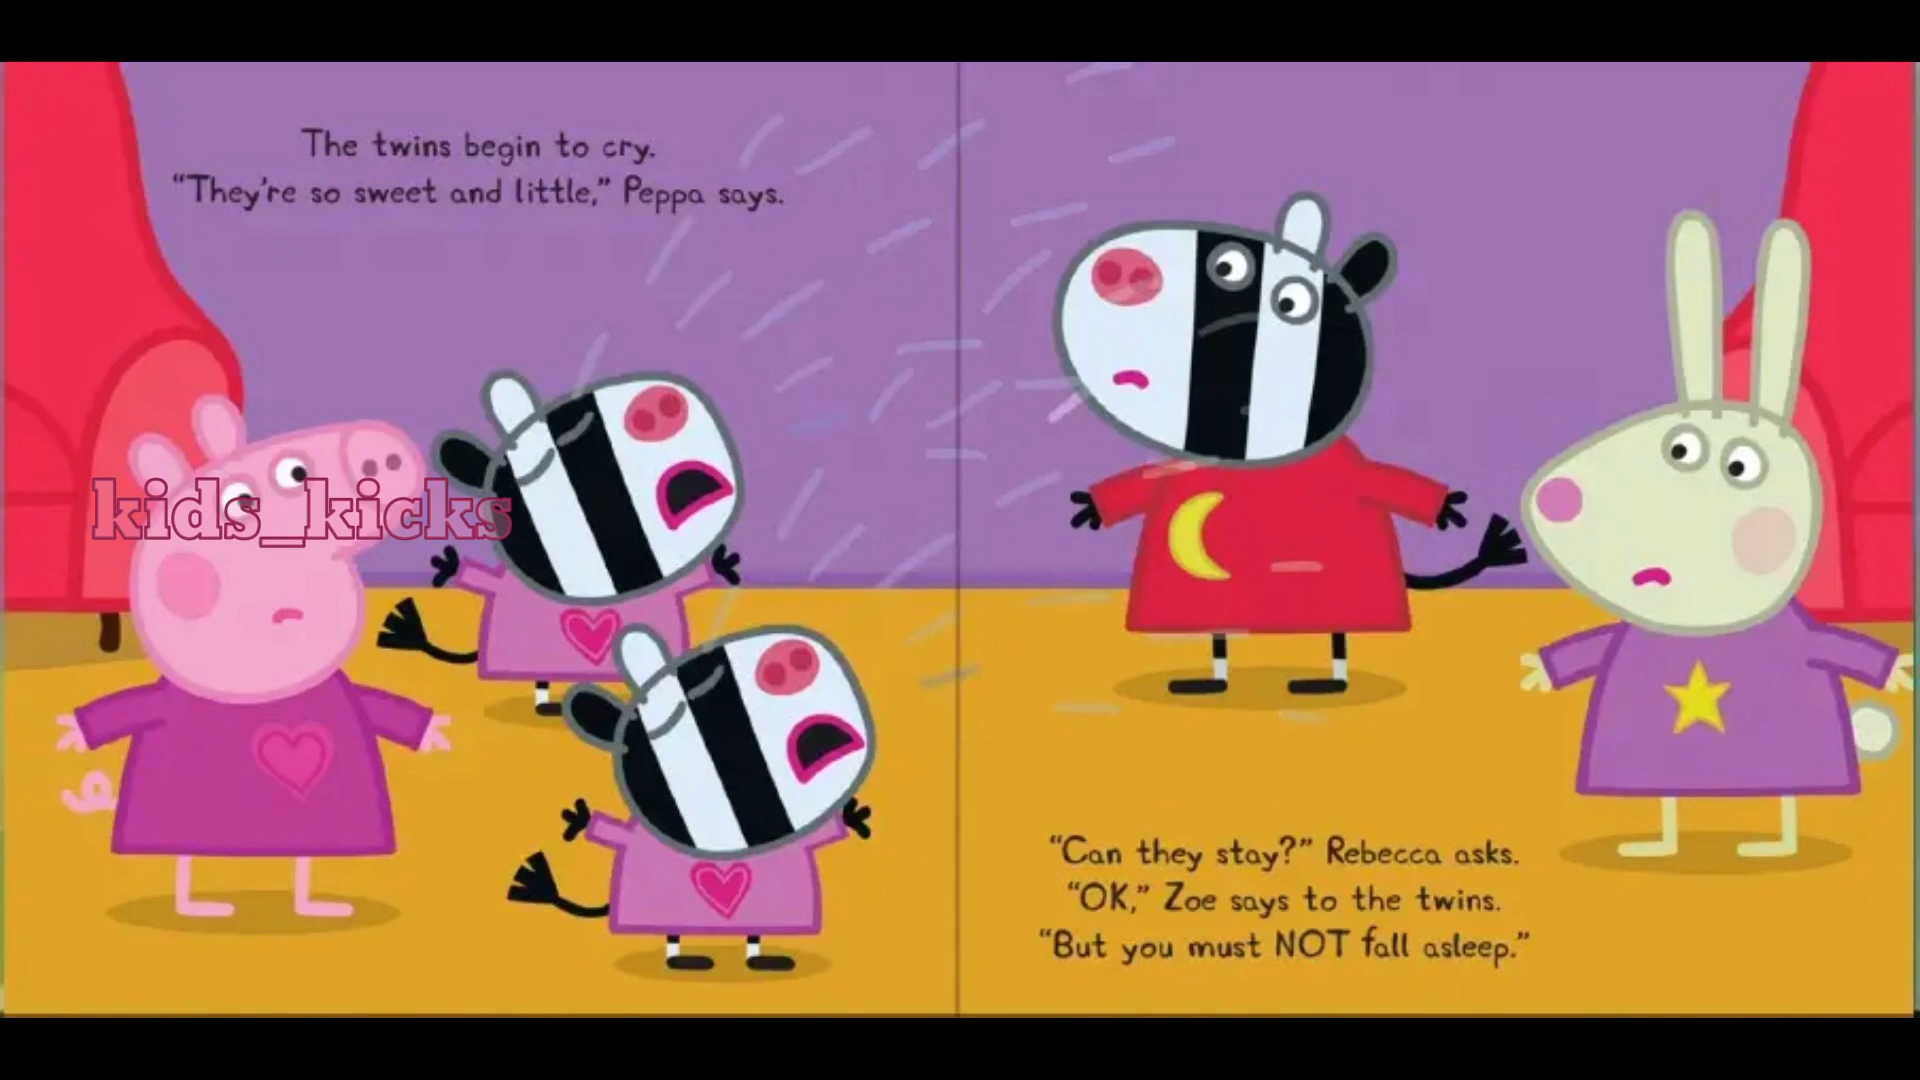 The twins begin to cry.
“They’re so sweet and little,” Peppa says.
kids_kicks
“Can they stay?” Rebecca asks.
“OK,” Zoe says to the twins.
“But you must NOT fall asleep.”